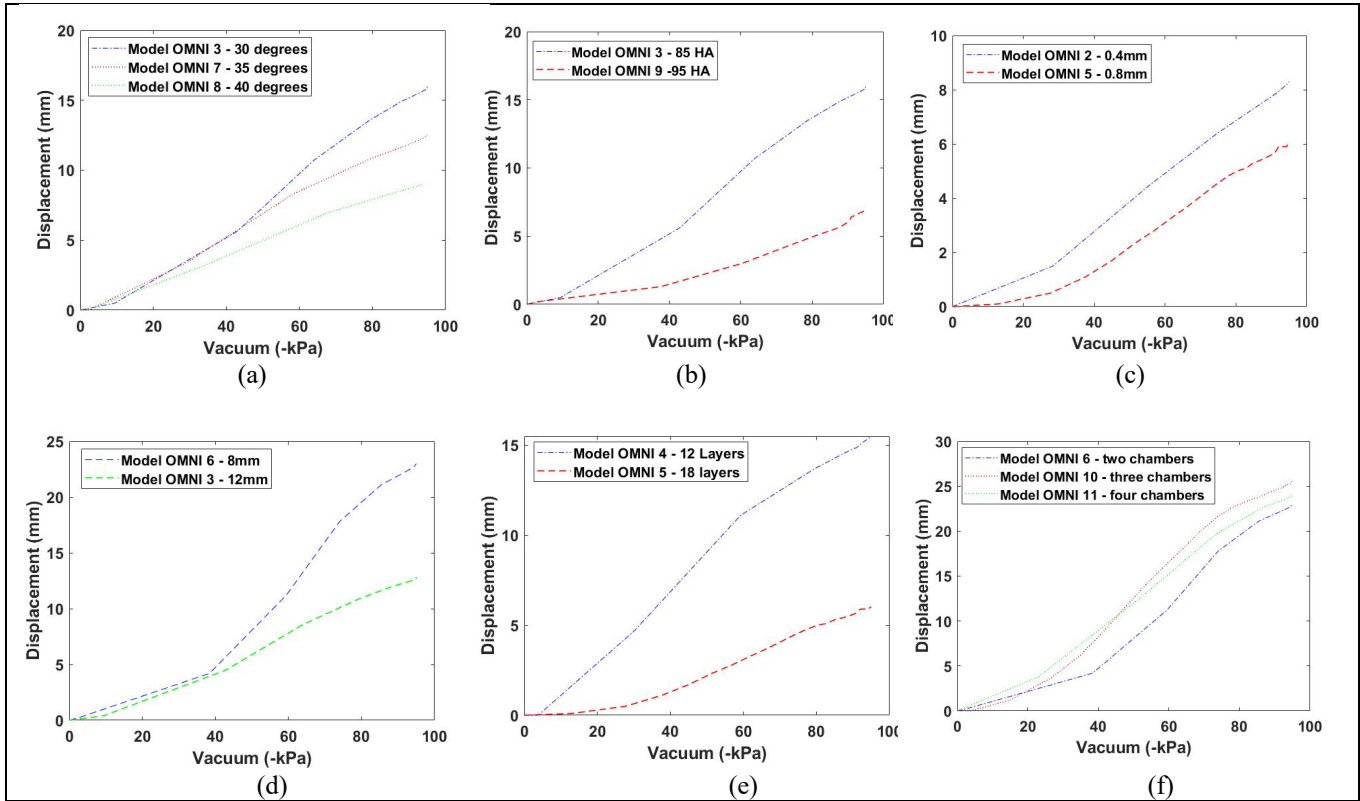 20
15
10
5
0
Displacement (mm)
Model OMNI 3 - 30 degrees
Model OMNI 7 - 35 degrees
Model OMNI 8 - 40 degrees
0 20 40 60 80 100
Vacuum (-kPa)
(a)
20
15
10
5
0
Displacement (mm)
Model OMNI 3 - 85 HA
Model OMNI 9 -95 HA
0 20 40 60 80 100
Vacuum (-kPa)
(b)
10
8
6
4
2
0
Displacement (mm)
Model OMNI 2 - 0.4mm
Model OMNI 5 - 0.8mm
0 20 40 60 80 100
Vacuum (-kPa)
(c)
25
20
15
10
5
0
Displacement (mm)
Model OMNI 6 - 8mm
Model OMNI 3 - 12mm
0 20 40 60 80 100
Vacuum (-kPa)
(d)
15
10
5
0
Displacement (mm)
Model OMNI 4 - 12 Layers
Model OMNI 5 - 18 layers
0 20 40 60 80 100
Vacuum (-kPa)
(e)
30
25
20
15
10
5
0
Displacement (mm)
Model OMNI 6 - two chambers
Model OMNI 10 - three chambers
Model OMNI 11 - four chambers
0 20 40 60 80 100
Vacuum (-kPa)
(f)